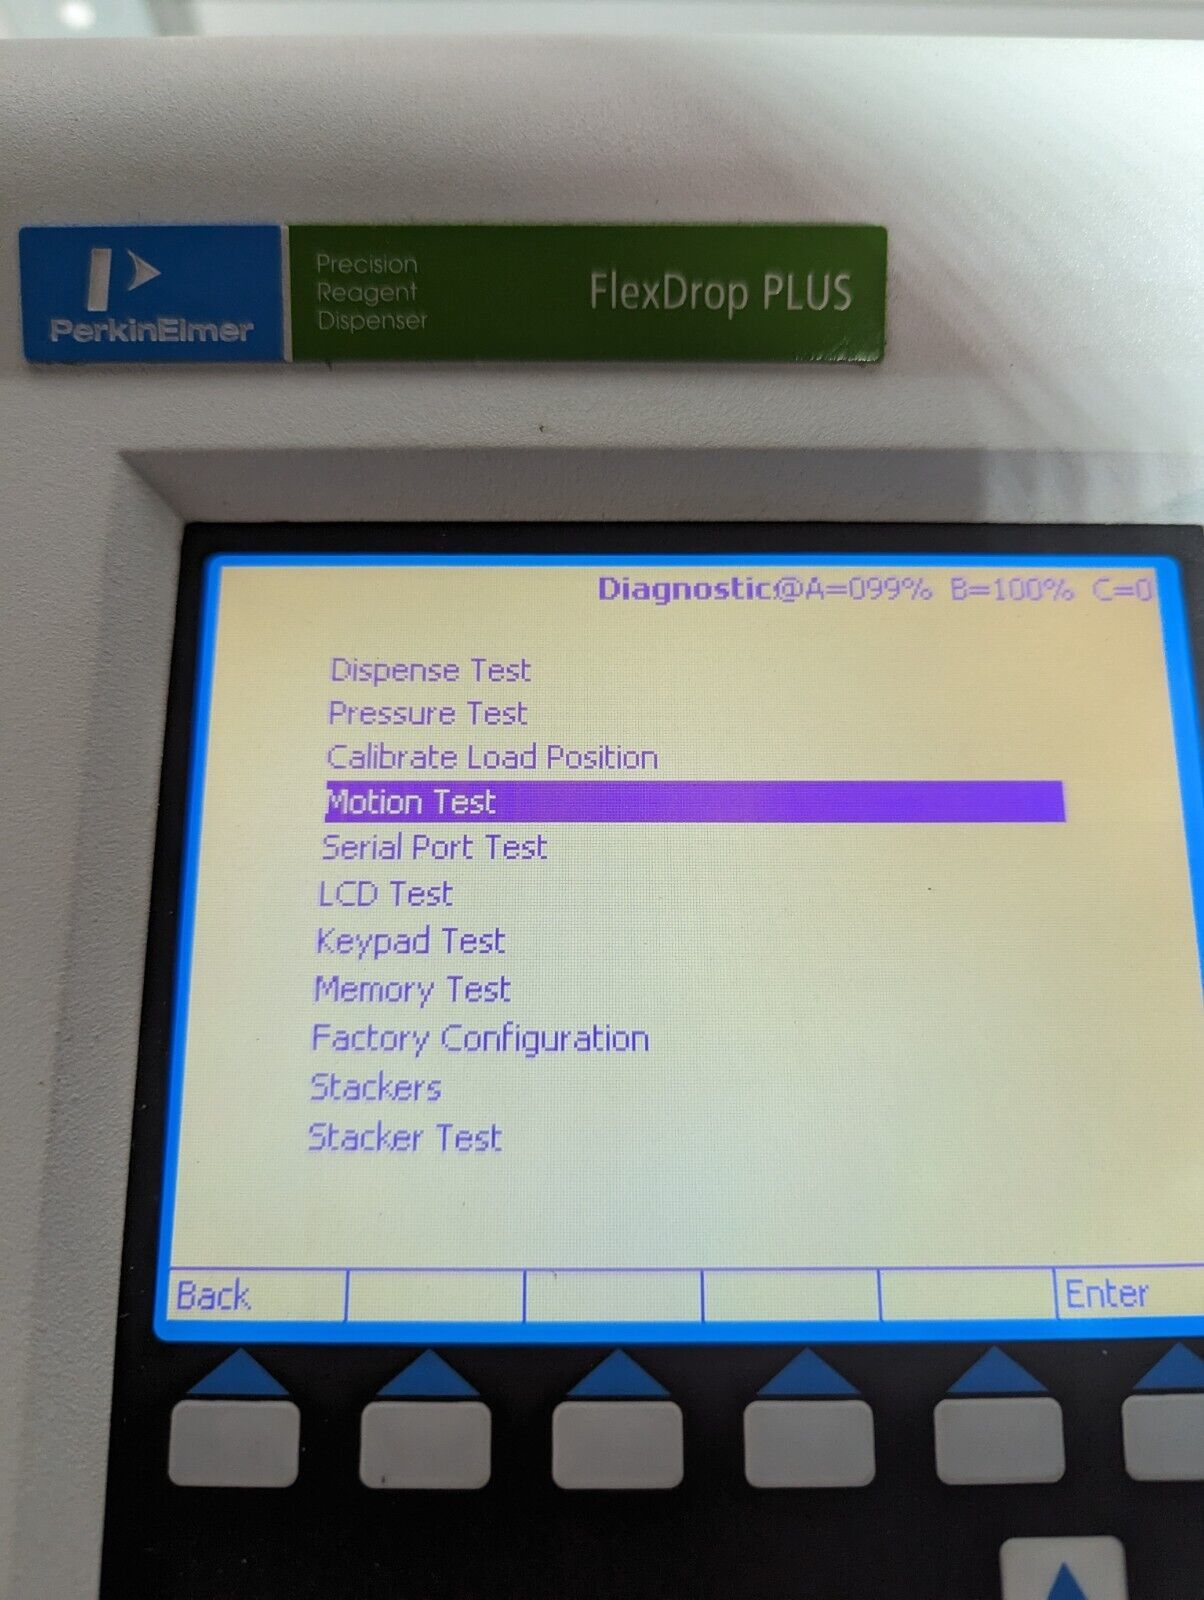 PerkinElmer
Precision
Reagent
Dispenser
FlexDrop PLUS
Diagnostic@A=099% B=100% C=0
Dispense Test
Pressure Test
Calibrate Load Position
Motion Test
Serial Port Test
LCD Test
Keypad Test
Memory Test
Factory Configuration
Stackers
Stacker Test
Back
Enter